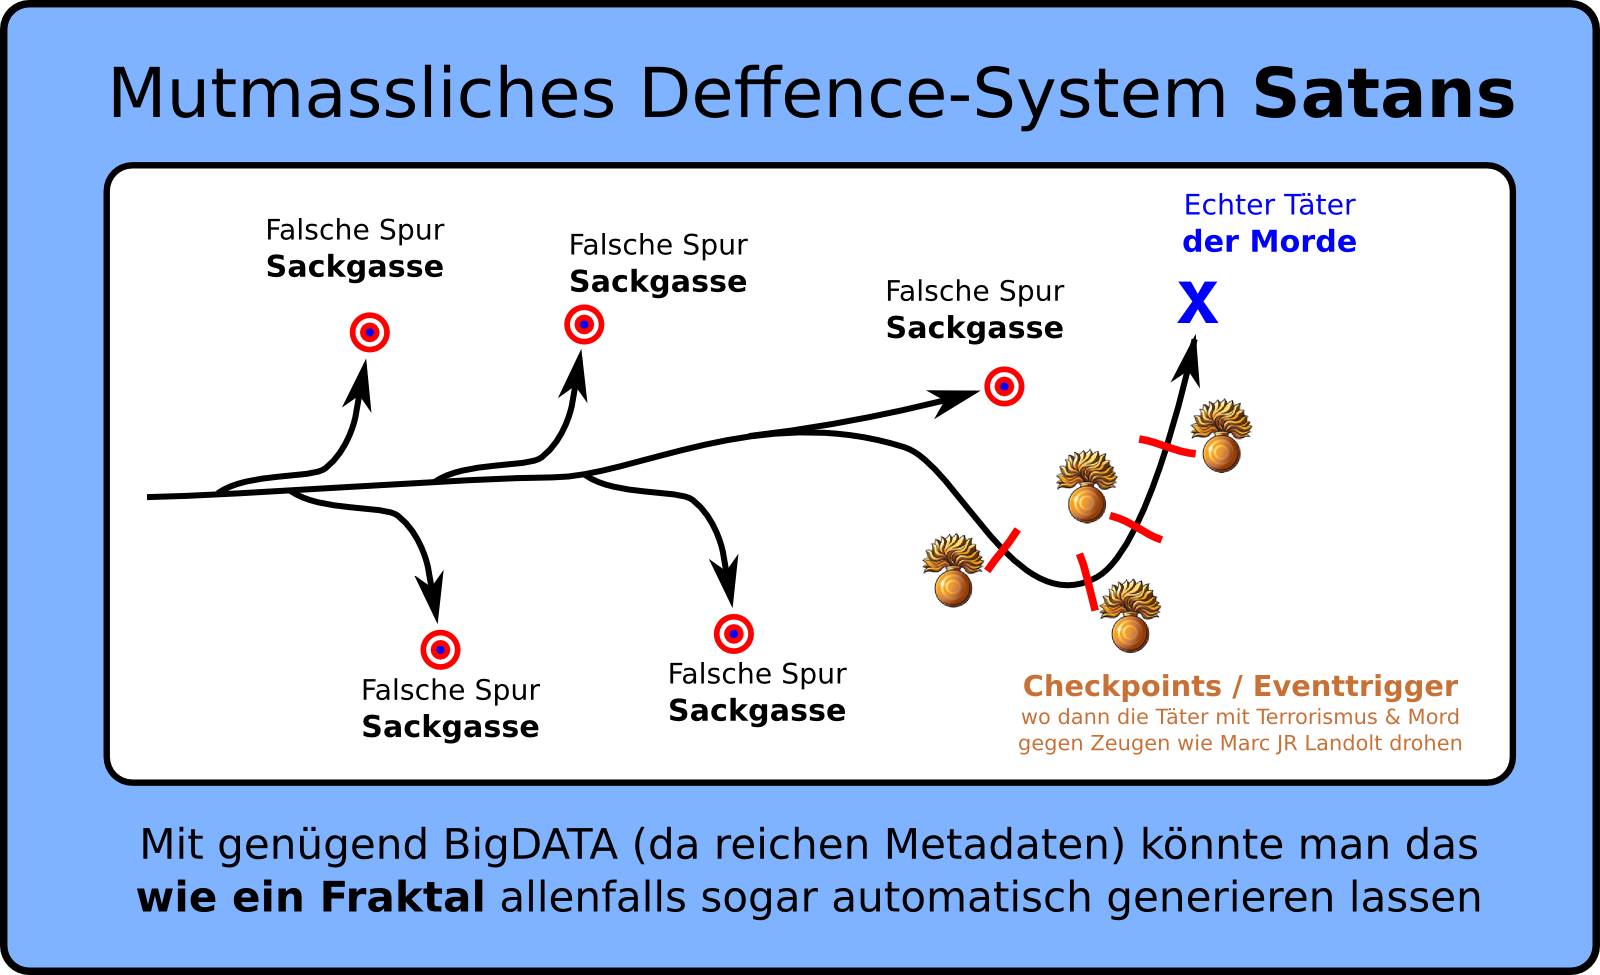 Mutmassliches Deffence-System Satans
Falsche Spur
Sackgasse
Falsche Spur
Sackgasse
Falsche Spur
Sackgasse
Echter Täter
der Morde
X
Falsche Spur
Sackgasse
Falsche Spur
Sackgasse
Checkpoints / Eventtrigger
wo dann die Täter mit Terrorismus & Mord
gegen Zeugen wie Marc JR Landolt drohen
Mit genügend BigDATA (da reichen Metadaten) könnte man das
wie ein Fraktal allenfalls sogar automatisch generieren lassen